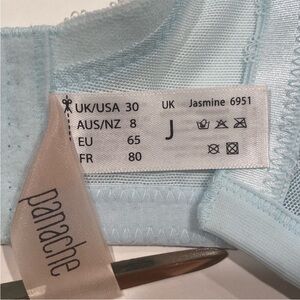 UK/USA 30 UK Jasmine 6951
AUS/NZ 8 J
EU 65
FR 80
panache